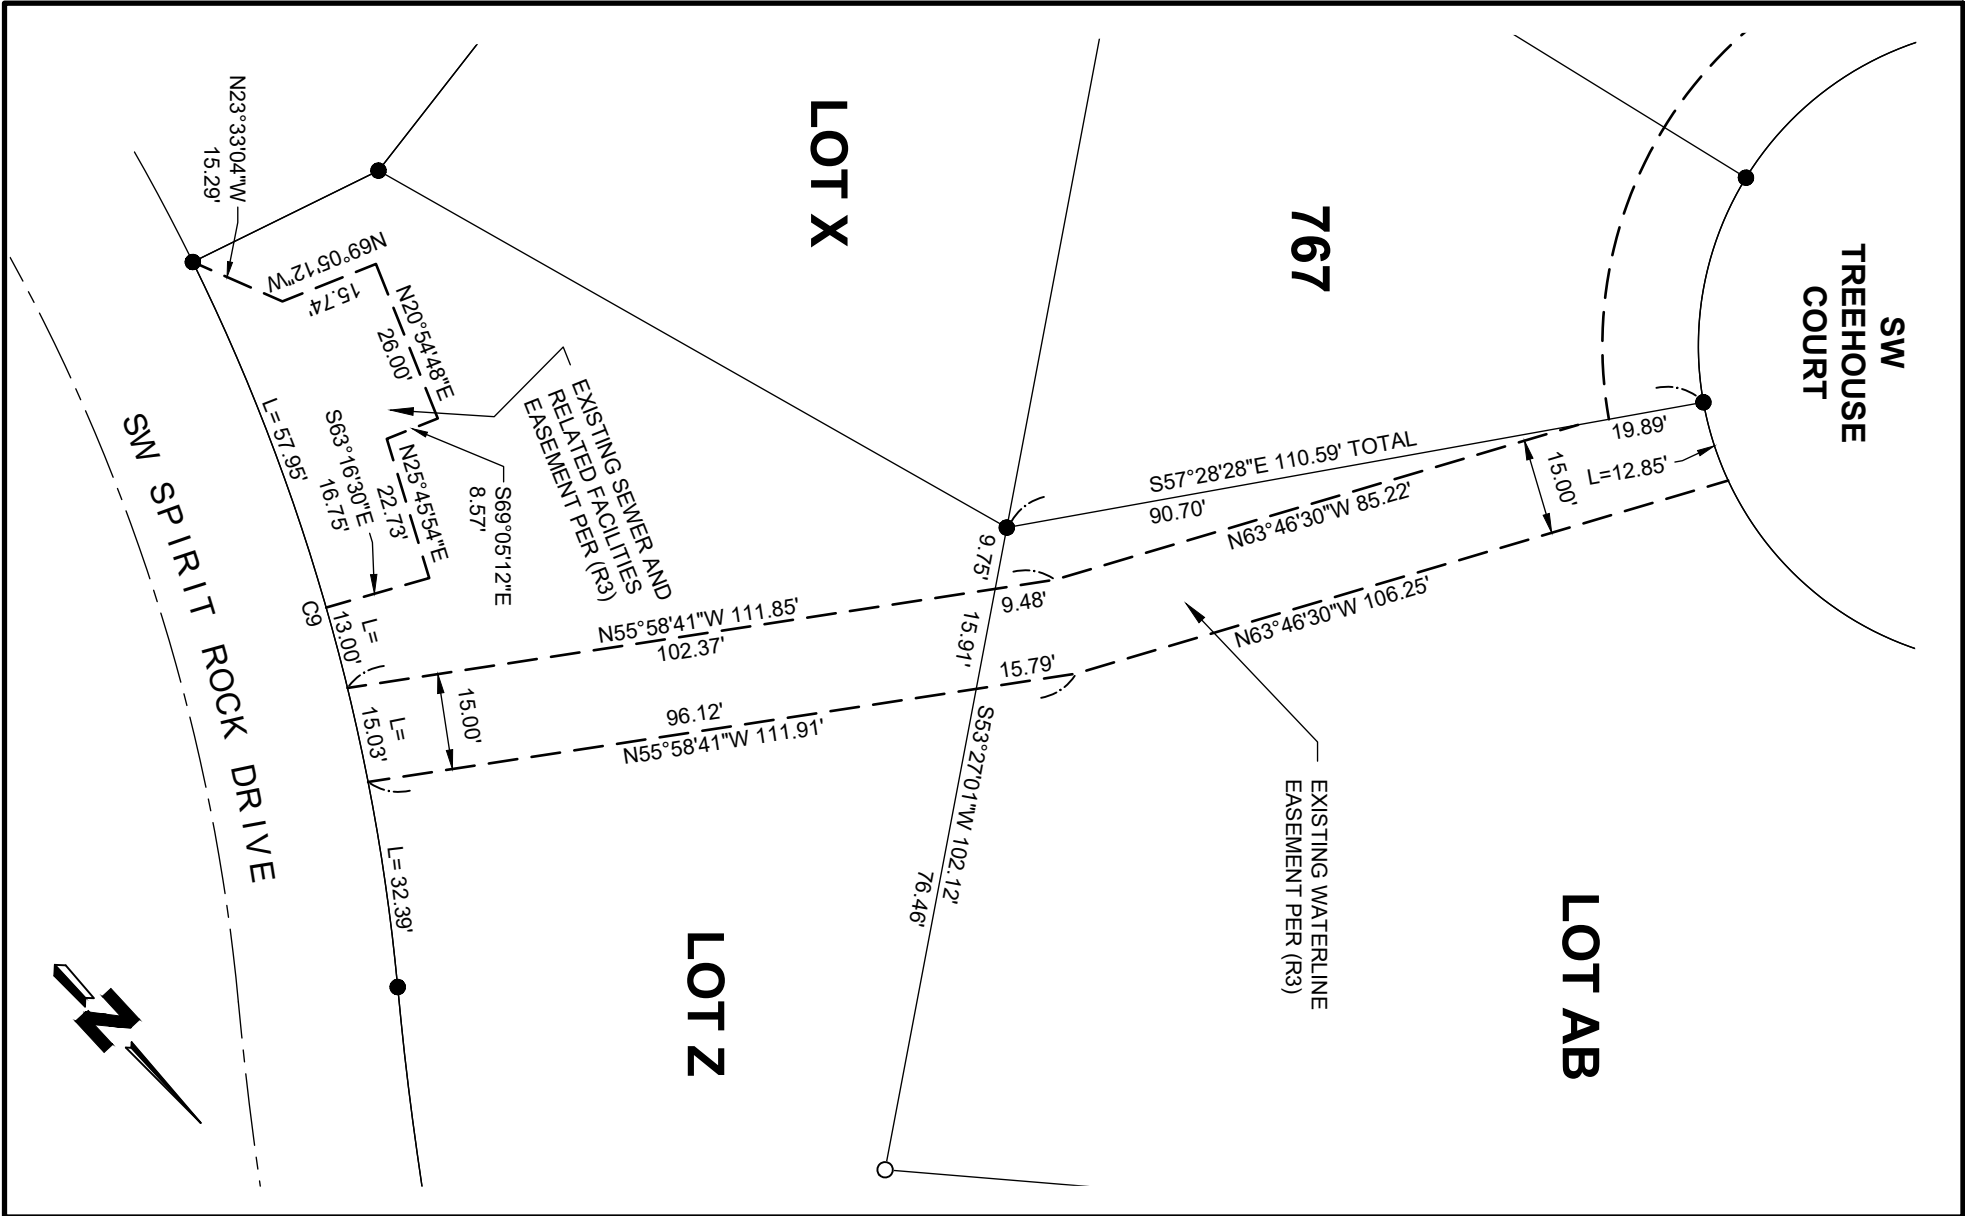 SW
TREEHOUSE
COURT
767
LOT X
LOT AB
LOT Z
N23°33'04"W
15.29'
N69°05'12"W
15.74'
N20°54'48"E
26.00'
EXISTING SEWER AND
RELATED FACILITIES
EASEMENT PER (R3)
S69°05'12"E
8.57'
N25°45'54"E
22.73'
S63°16'30"E
16.75'
L= 57.95'
C9
L=
13.00'
L=
15.03'
L= 32.39'
15.00'
SW SPIRIT ROCK DRIVE
N55°58'41"W 111.85'
102.37'
96.12'
N55°58'41"W 111.91'
9.75'
9.48'
15.91'
15.79'
S53°27'01"W 102.12'
76.46'
S57°28'28"E 110.59' TOTAL
90.70'
19.89'
L=12.85'
15.00'
N63°46'30"W 85.22'
N63°46'30"W 106.25'
EXISTING WATERLINE
EASEMENT PER (R3)
N